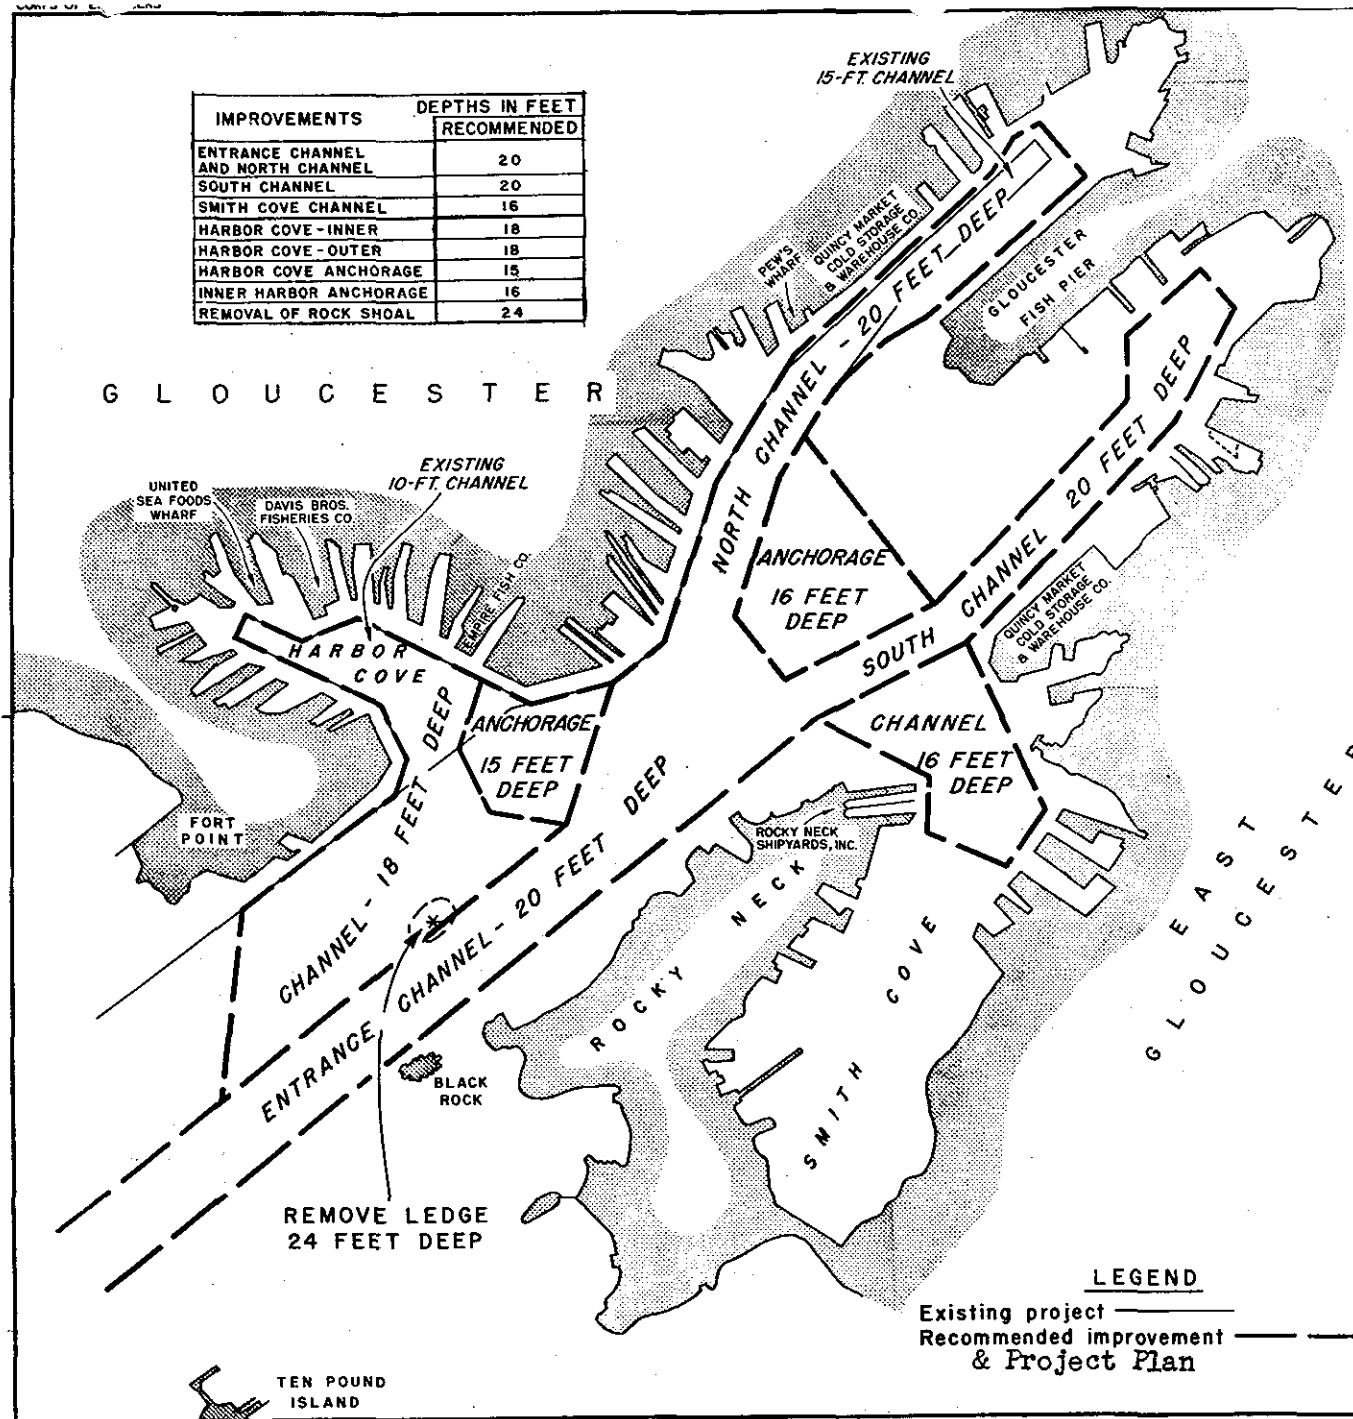 CORPS OF
EXISTING
15-FT. CHANNEL
IMPROVEMENTS
DEPTHS IN FEET
RECOMMENDED
ENTRANCE CHANNEL
AND NORTH CHANNEL 20
SOUTH CHANNEL 20
SMITH COVE CHANNEL 16
HARBOR COVE-INNER 18
HARBOR COVE-OUTER 18
HARBOR COVE ANCHORAGE 15
INNER HARBOR ANCHORAGE 16
REMOVAL OF ROCK SHOAL 24
PEW'S
WHARF
QUINCY MARKET
COLD STORAGE
& WAREHOUSE CO.
GLOUCESTER
FISH PIER
NORTH CHANNEL - 20 FEET DEEP
GLOUCESTER
EXISTING
10-FT. CHANNEL
UNITED
SEA FOODS
WHARF
DAVIS BROS.
FISHERIES CO.
EMPIRE FISH CO.
ANCHORAGE
16 FEET
DEEP
SOUTH CHANNEL 20 FEET DEEP
QUINCY MARKET
COLD STORAGE
& WAREHOUSE CO.
HARBOR
COVE
ANCHORAGE
15 FEET
DEEP
CHANNEL
16 FEET
DEEP
FORT
POINT
ROCKY NECK
SHIPYARDS, INC.
CHANNEL - 18 FEET DEEP
ENTRANCE CHANNEL - 20 FEET DEEP
ROCKY NECK
SMITH COVE
EAST
GLOUCESTER
BLACK
ROCK
REMOVE LEDGE
24 FEET DEEP
LEGEND
Existing project
Recommended improvement
& Project Plan
TEN POUND
ISLAND